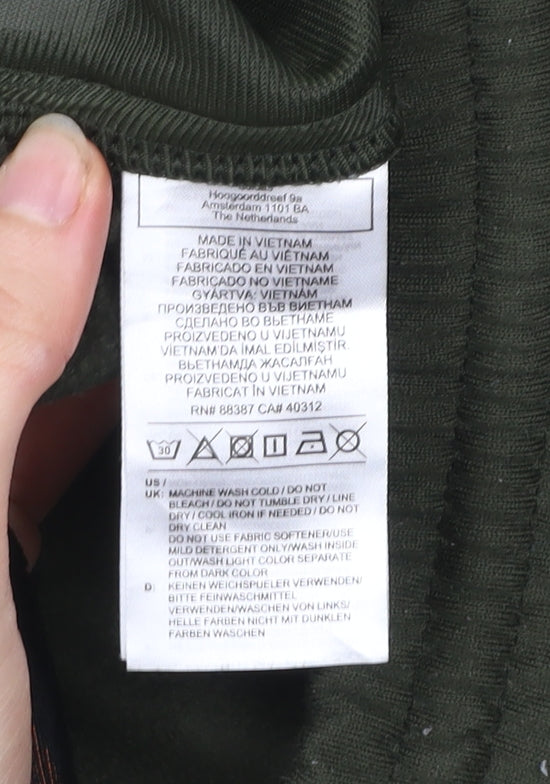 Hoogoorddreef 9a
Amsterdam 1101 BA
The Netherlands
MADE IN VIETNAM
FABRIQUÉ AU VIÊTNAM
FABRICADO EN VIETNAM
FABRICADO NO VIETNAME
GYÁRTVA: VIETNÁM
ПРОИЗВЕДЕНО ВЪВ ВИЕТНАМ
СДЕЛАНО ВО ВЬЕТНАМЕ
PROIZVEDENO U VIJETNAMU
VİETNAM'DA İMAL EDİLMİŞTİR
ВЬЕТНАМДА ЖАСАЛҒАН
PROIZVEDENO U VIJETNAMU
FABRICAT ÎN VIETNAM
RN# 88387 CA# 40312
30
US /
UK: MACHINE WASH COLD / DO NOT
BLEACH / DO NOT TUMBLE DRY / LINE
DRY / COOL IRON IF NEEDED / DO NOT
DRY CLEAN
DO NOT USE FABRIC SOFTENER/USE
MILD DETERGENT ONLY/WASH INSIDE
OUT/WASH LIGHT COLOR SEPARATE
FROM DARK COLOR
D: KEINEN WEICHSPUELER VERWENDEN/
BITTE FEINWASCHMITTEL
VERWENDEN/WASCHEN VON LINKS/
HELLE FARBEN NICHT MIT DUNKLEN
FARBEN WASCHEN